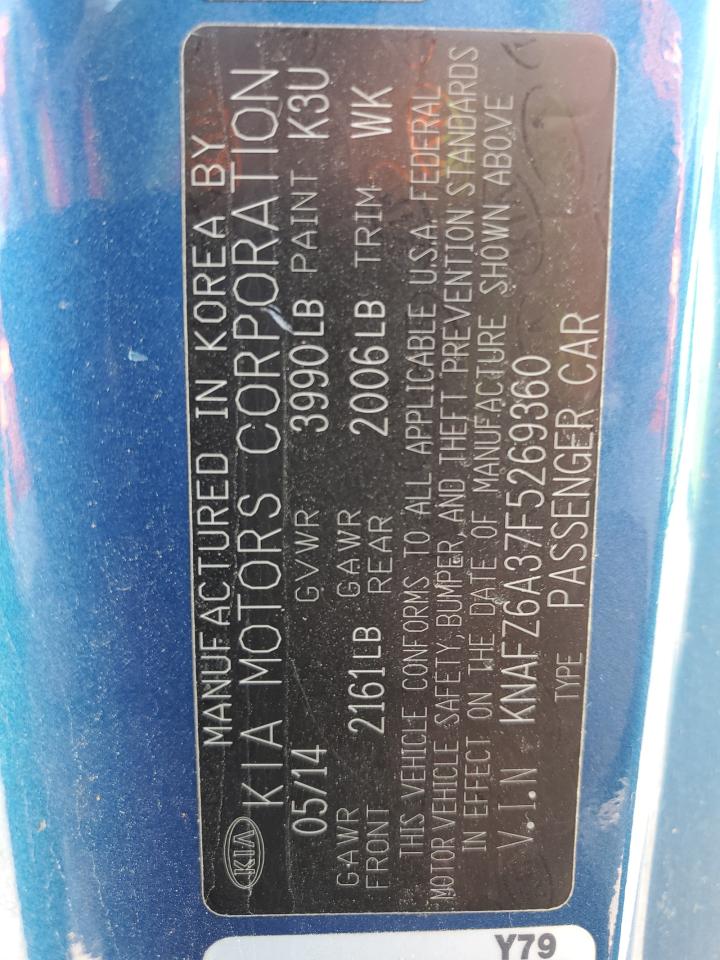 MANUFACTURED IN KOREA BY
KIA KIA MOTORS CORPORATION
05/14 GVWR 3990LB PAINT K3U
GAWR FRONT 2161LB GAWR REAR 2006LB TRIM WK
THIS VEHICLE CONFORMS TO ALL APPLICABLE U.S.A. FEDERAL
MOTOR VEHICLE SAFETY, BUMPER, AND THEFT PREVENTION STANDARDS
IN EFFECT ON THE DATE OF MANUFACTURE SHOWN ABOVE
V.I.N KNAFZ6A37F5269360
TYPE PASSENGER CAR
Y79